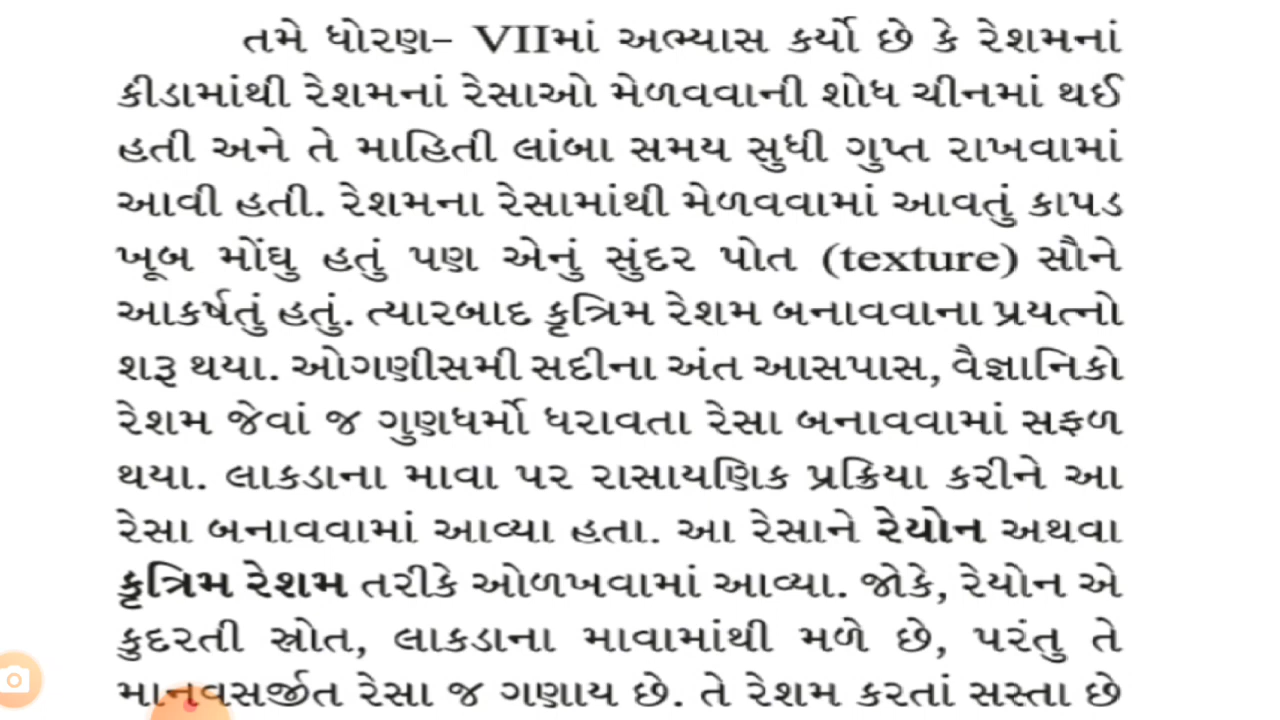 તમે ધોરણ– VIIમાં અભ્યાસ કર્યો છે કે રેશમનાં
કીડામાંથી રેશમનાં રેસાઓ મેળવવાની શોધ ચીનમાં થઈ
હતી અને તે માહિતી લાંબા સમય સુધી ગુપ્ત રાખવામાં
આવી હતી. રેશમના રેસામાંથી મેળવવામાં આવતું કાપડ
ખૂબ મોંઘુ હતું પણ એનું સુંદર પોત (texture) સૌને
આકર્ષતું હતું. ત્યારબાદ કૃત્રિમ રેશમ બનાવવાના પ્રયત્નો
શરૂ થયા. ઓગણીસમી સદીના અંત આસપાસ, વૈજ્ઞાનિકો
રેશમ જેવાં જ ગુણધર્મો ધરાવતા રેસા બનાવવામાં સફળ
થયા. લાકડાના માવા પર રાસાયણિક પ્રક્રિયા કરીને આ
રેસા બનાવવામાં આવ્યા હતા. આ રેસાને રેયોન અથવા
કૃત્રિમ રેશમ તરીકે ઓળખવામાં આવ્યા. જોકે, રેયોન એ
કુદરતી સ્રોત, લાકડાના માવામાંથી મળે છે, પરંતુ તે
માનવસર્જીત રેસા જ ગણાય છે. તે રેશમ કરતાં સસ્તા છે